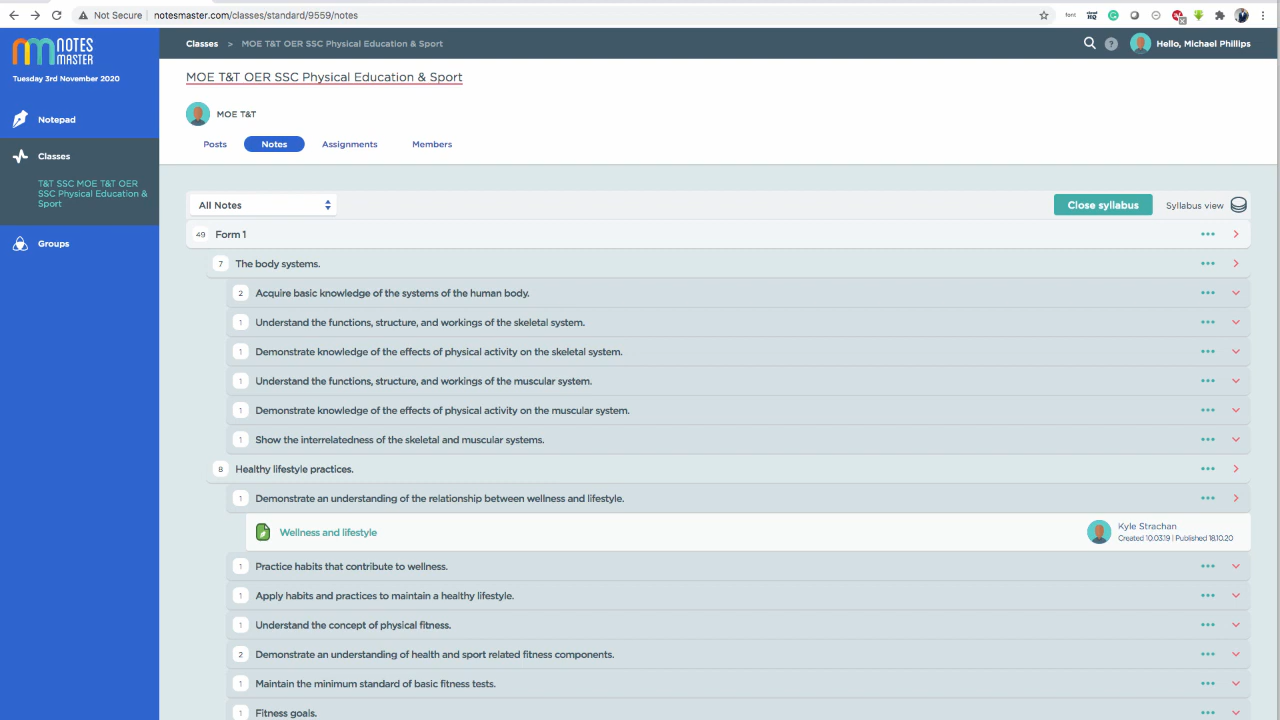 Not Secure | notesmaster.com/classes/standard/9559/notes
font
NOTES
MASTER
Tuesday 3rd November 2020
Notepad
Classes
T&T SSC MOE T&T OER
SSC Physical Education &
Sport
Groups
Classes > MOE T&T OER SSC Physical Education & Sport
? Hello, Michael Phillips
MOE T&T OER SSC Physical Education & Sport
MOE T&T
Posts Notes Assignments Members
All Notes Close syllabus Syllabus view
49 Form 1
7 The body systems.
2 Acquire basic knowledge of the systems of the human body.
1 Understand the functions, structure, and workings of the skeletal system.
1 Demonstrate knowledge of the effects of physical activity on the skeletal system.
1 Understand the functions, structure, and workings of the muscular system.
1 Demonstrate knowledge of the effects of physical activity on the muscular system.
1 Show the interrelatedness of the skeletal and muscular systems.
8 Healthy lifestyle practices.
1 Demonstrate an understanding of the relationship between wellness and lifestyle.
Wellness and lifestyle
Kyle Strachan
Created 10.03.19 | Published 18.10.20
1 Practice habits that contribute to wellness.
1 Apply habits and practices to maintain a healthy lifestyle.
1 Understand the concept of physical fitness.
2 Demonstrate an understanding of health and sport related fitness components.
1 Maintain the minimum standard of basic fitness tests.
1 Fitness goals.